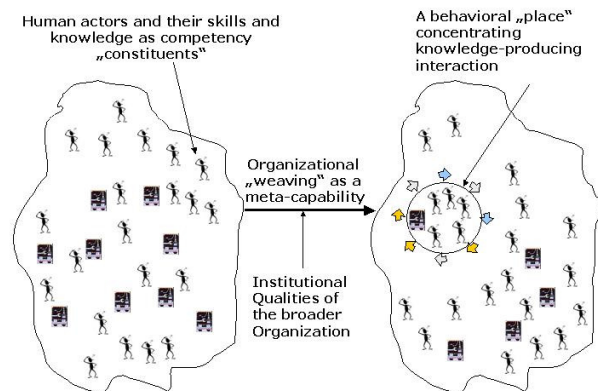 Human actors and their skills and
knowledge as competency
„constituents“
A behavioral „place“
concentrating
knowledge-producing
interaction
Organizational
„weaving“ as a
meta-capability
Institutional
Qualities of
the broader
Organization